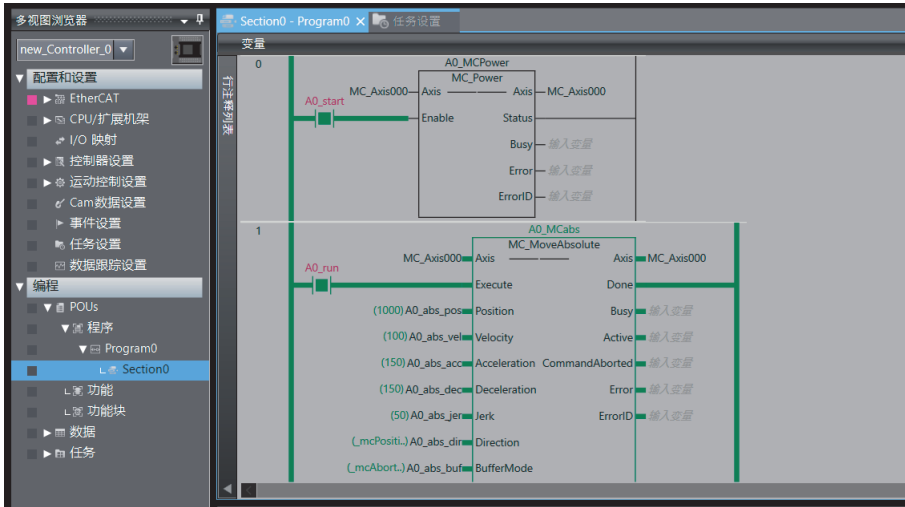 多视图浏览器
new_Controller_0
配置和设置
EtherCAT
CPU/扩展机架
I/O 映射
控制器设置
运动控制设置
Cam数据设置
事件设置
任务设置
数据跟踪设置
编程
POUs
程序
Program0
Section0
功能
功能块
数据
任务
Section0 - Program0
任务设置
变量
行注释列表
0
A0_MCPower
MC_Power
MC_Axis000 Axis Axis MC_Axis000
A0_start
Enable Status
Busy 输入变量
Error 输入变量
ErrorID 输入变量
1
A0_MCabs
MC_MoveAbsolute
MC_Axis000 Axis Axis MC_Axis000
A0_run
Execute Done
(1000) A0_abs_pos Position Busy 输入变量
(100) A0_abs_vel Velocity Active 输入变量
(150) A0_abs_acc Acceleration CommandAborted 输入变量
(150) A0_abs_dec Deceleration Error 输入变量
(50) A0_abs_jer Jerk ErrorID 输入变量
(_mcPositi..) A0_abs_dir Direction
(_mcAbort..) A0_abs_buf BufferMode